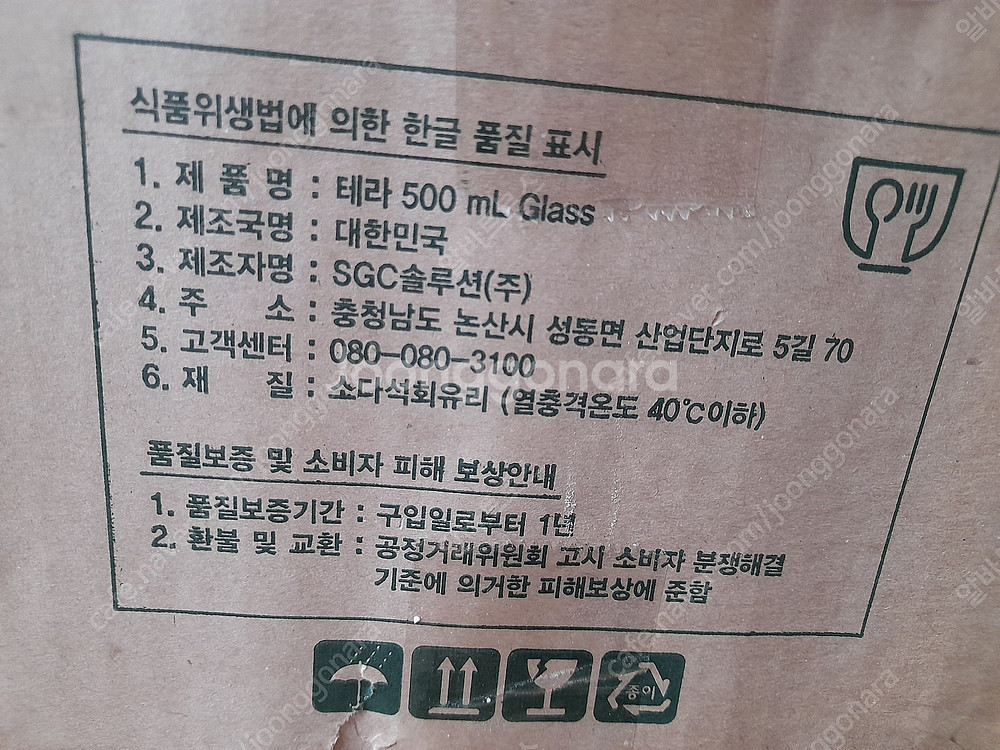 식품위생법에 의한 한글 품질 표시
1. 제 품 명 : 테라 500 mL Glass
2. 제조국명 : 대한민국
3. 제조자명 : SGC솔루션(주)
4. 주 소 : 충청남도 논산시 성동면 산업단지로 5길 70
5. 고객센터 : 080-080-3100
6. 재 질 : 소다석회유리 (열충격온도 40℃이하)
품질보증 및 소비자 피해 보상안내
1. 품질보증기간 : 구입일로부터 1년
2. 환불 및 교환 : 공정거래위원회 고시 소비자 분쟁해결
기준에 의거한 피해보상에 준함
종이
joonggonara
cafe.naver.com/joonggonara